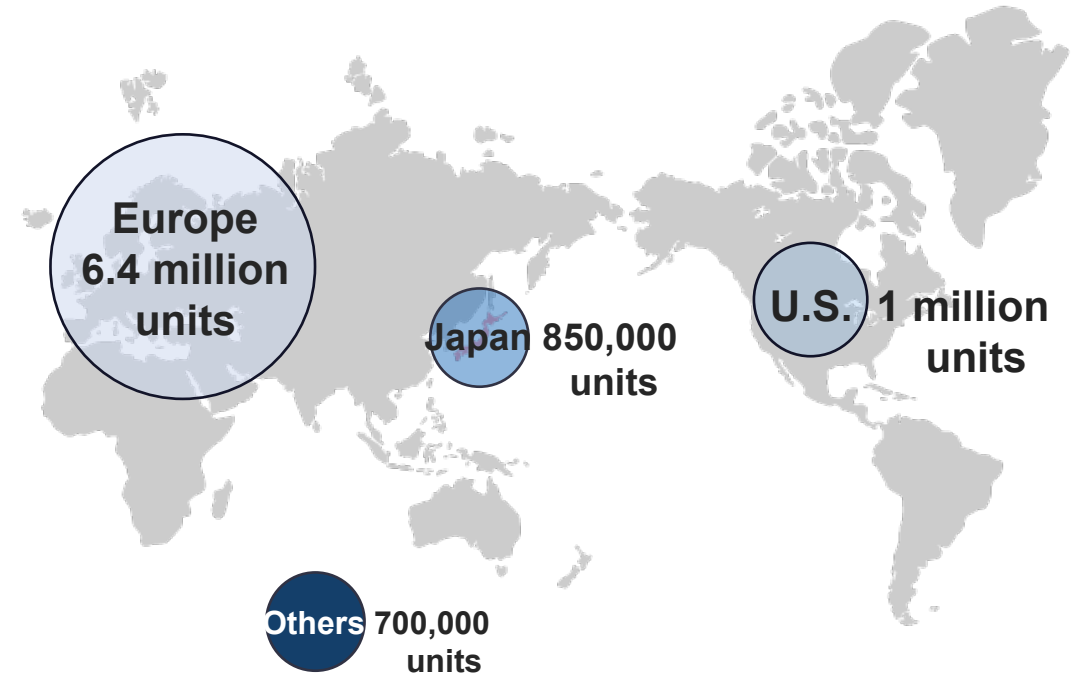 Europe
6.4 million
units
Japan 850,000
units
U.S. 1 million
units
Others 700,000
units